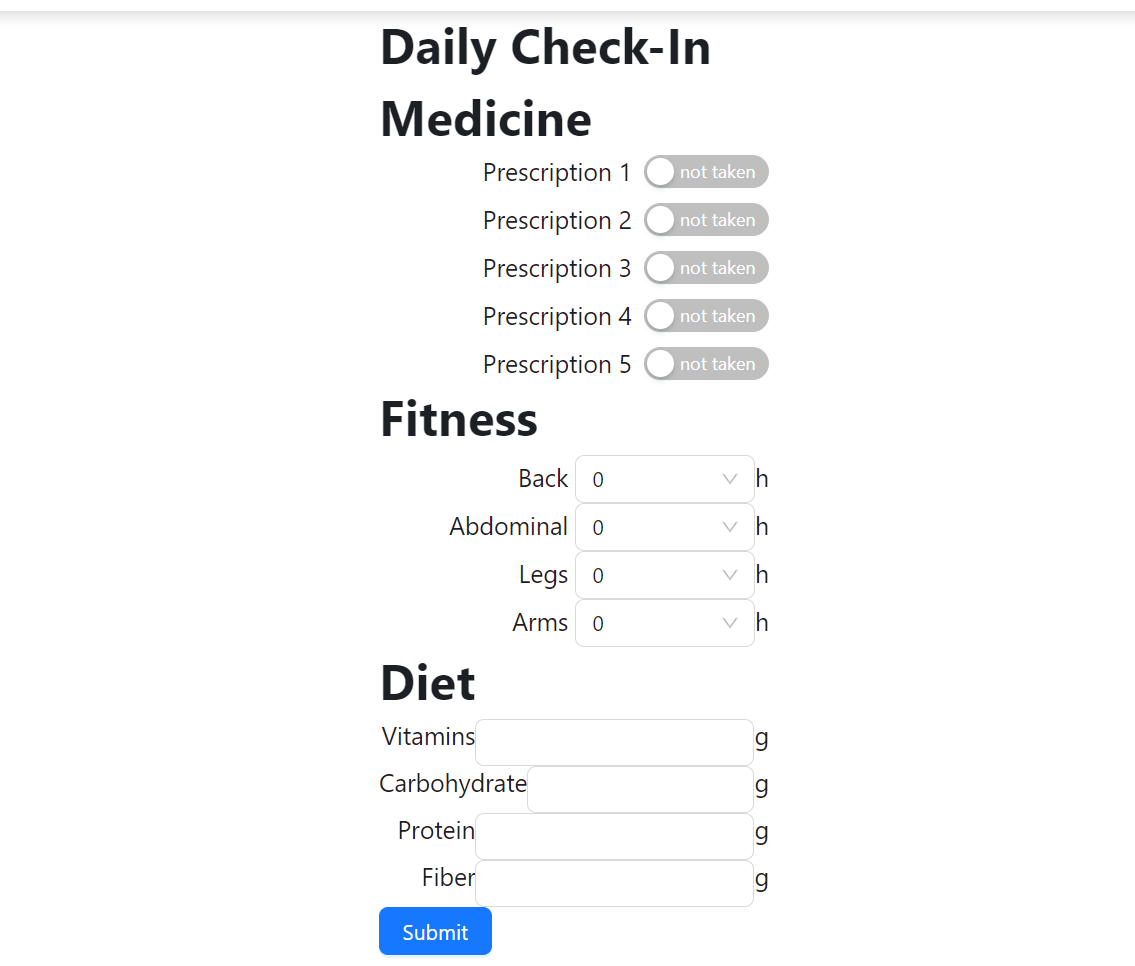 Daily Check-In
Medicine
Prescription 1 not taken
Prescription 2 not taken
Prescription 3 not taken
Prescription 4 not taken
Prescription 5 not taken
Fitness
Back 0 h
Abdominal 0 h
Legs 0 h
Arms 0 h
Diet
Vitamins g
Carbohydrate g
Protein g
Fiber g
Submit